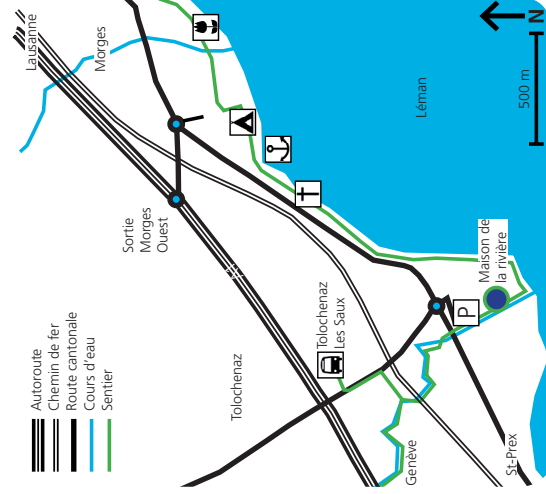 Autoroute
Chemin de fer
Route cantonale
Cours d'eau
Sentier
Lausanne
Morges
Sortie
Morges
Ouest
Tolochenaz
Tolochenaz
Les Saux
Léman
Maison de
la rivière
P
Genève
St-Prex
500 m
N